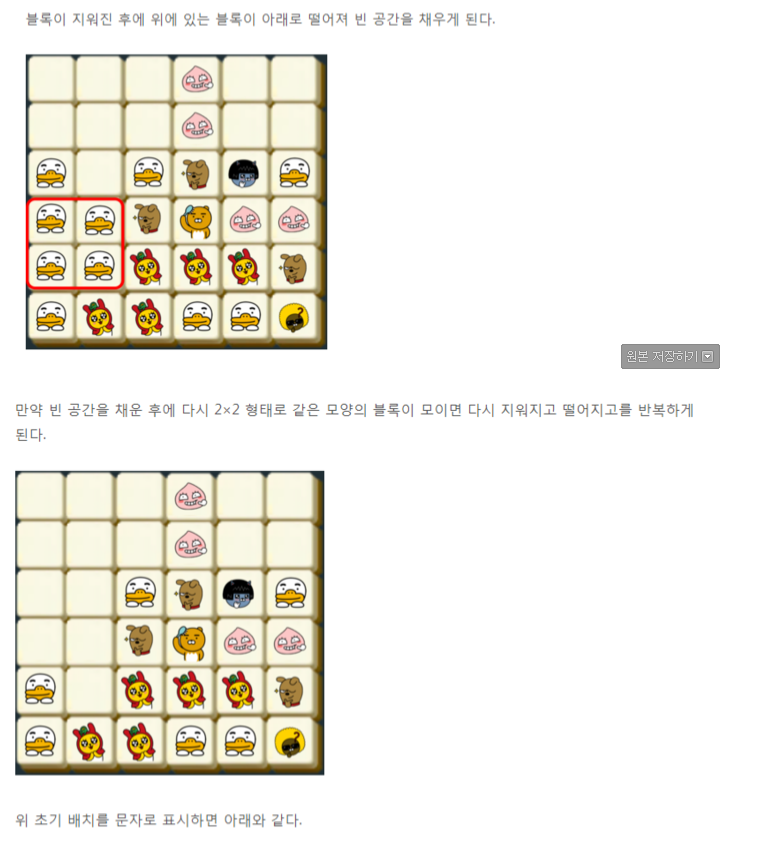 블록이 지워진 후에 위에 있는 블록이 아래로 떨어져 빈 공간을 채우게 된다.
원본 저장하기
만약 빈 공간을 채운 후에 다시 2×2 형태로 같은 모양의 블록이 모이면 다시 지워지고 떨어지고를 반복하게
된다.
위 초기 배치를 문자로 표시하면 아래와 같다.